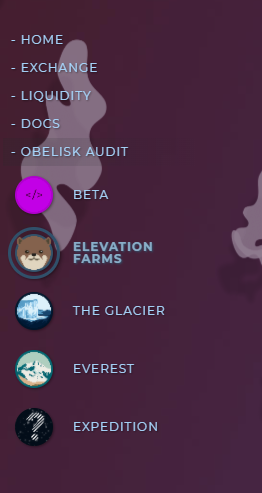 - HOME
- EXCHANGE
- LIQUIDITY
- DOCS
- OBELISK AUDIT
</> BETA
ELEVATION
FARMS
THE GLACIER
EVEREST
? EXPEDITION